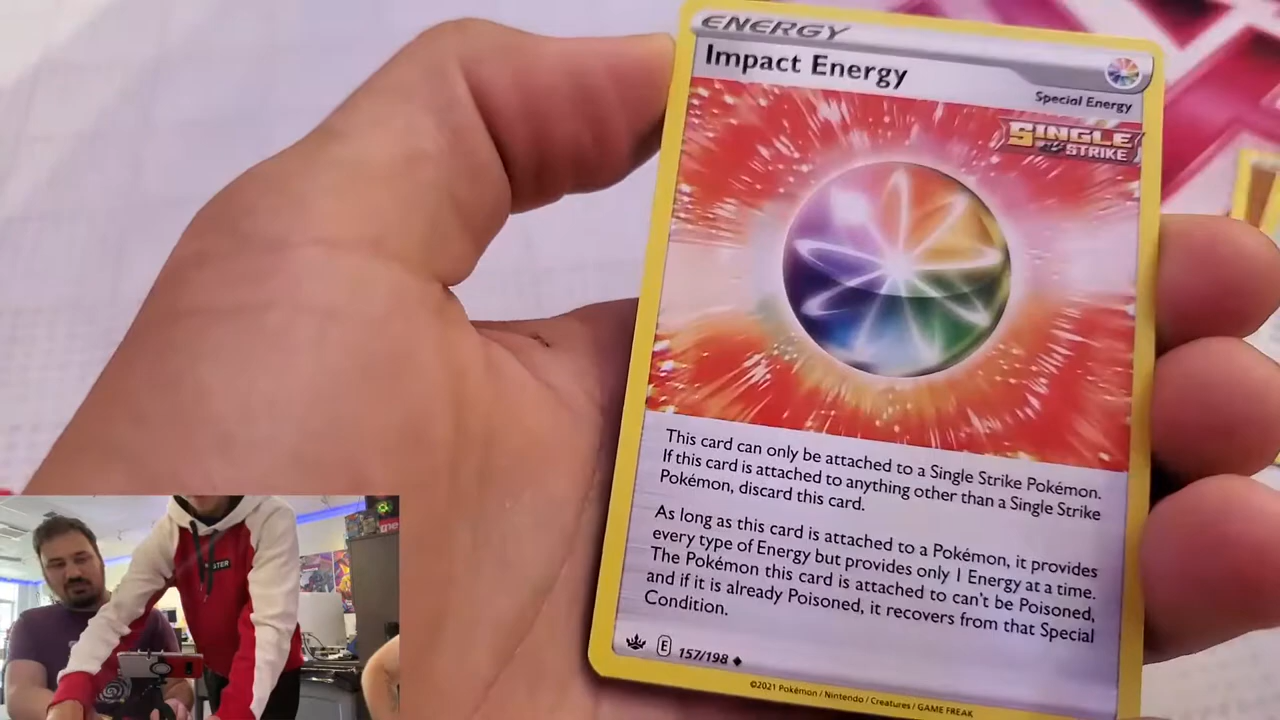 ENERGY
Impact Energy
Special Energy
SINGLE
STRIKE
This card can only be attached to a Single Strike Pokémon.
If this card is attached to anything other than a Single Strike
Pokémon, discard this card.
As long as this card is attached to a Pokémon, it provides
every type of Energy but provides only 1 Energy at a time.
The Pokémon this card is attached to can't be Poisoned,
and if it is already Poisoned, it recovers from that Special
Condition.
E 157/198
©2021 Pokémon / Nintendo / Creatures / GAME FREAK